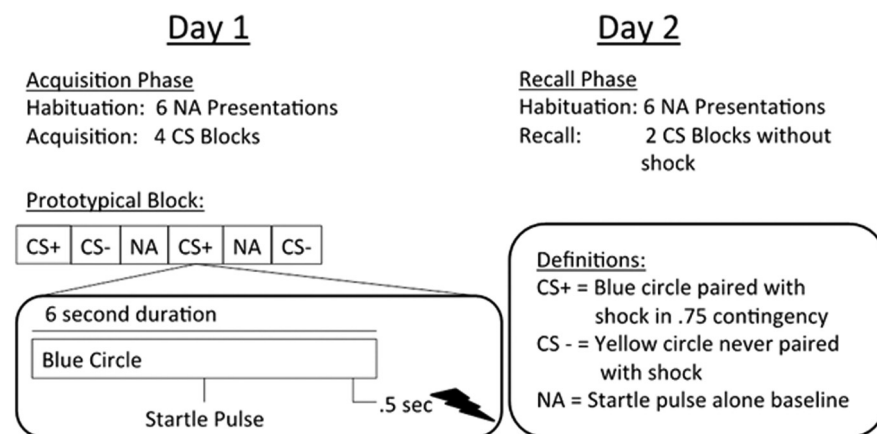 Day 1
Acquisition Phase
Habituation: 6 NA Presentations
Acquisition: 4 CS Blocks
Prototypical Block:
CS+ CS- NA CS+ NA CS-
6 second duration
Blue Circle
Startle Pulse
.5 sec
Day 2
Recall Phase
Habituation: 6 NA Presentations
Recall: 2 CS Blocks without
shock
Definitions:
CS+ = Blue circle paired with
shock in .75 contingency
CS - = Yellow circle never paired
with shock
NA = Startle pulse alone baseline